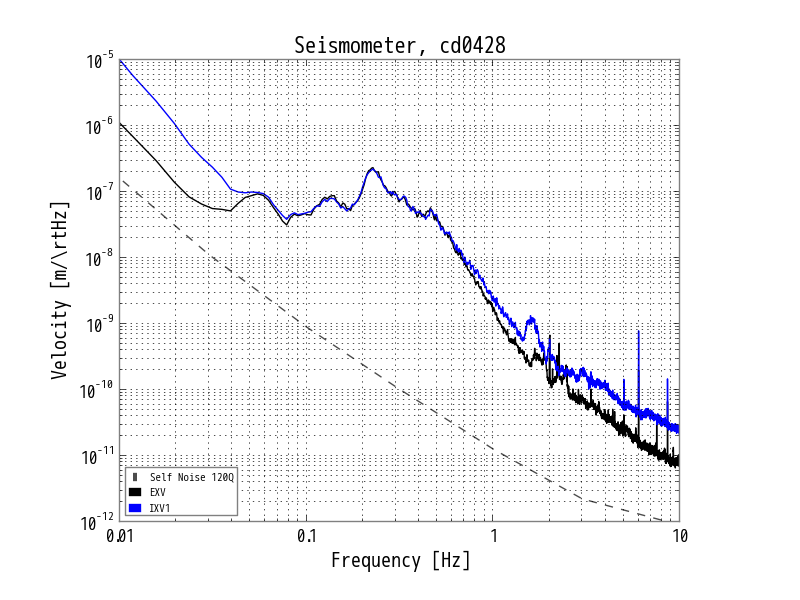 Seismometer, cd0428
Velocity [m/\rtHz]
10^-5
10^-6
10^-7
10^-8
10^-9
10^-10
10^-11
10^-12
Self Noise 120Q
EXV
IXV1
0.01 0.1 1 10
Frequency [Hz]